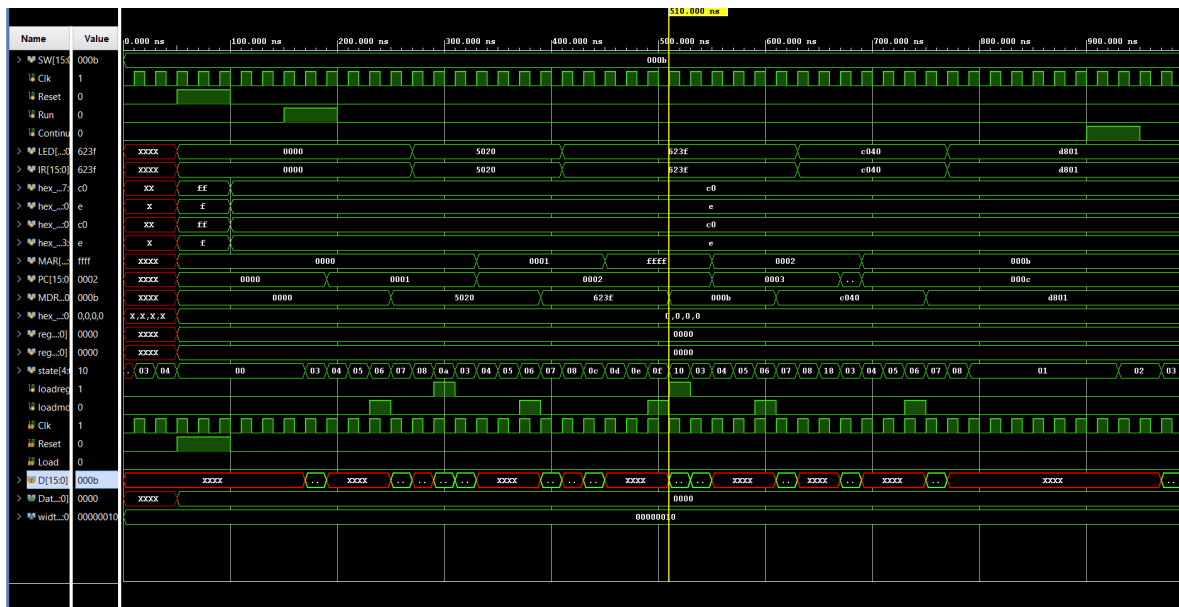 510.000 ns
Name Value 0.000 ns 100.000 ns 200.000 ns 300.000 ns 400.000 ns 500.000 ns 600.000 ns 700.000 ns 800.000 ns 900.000 ns
SW[15:0 000b 000b
Clk 1
Reset 0
Run 0
Continu 0
LED[...:0 623f XXXX 0000 5020 623f c040 d801
IR[15:0] 623f XXXX 0000 5020 623f c040 d801
hex_...7: c0 XX ff c0
hex_...:0 e X f e
hex_...:0 c0 XX ff c0
hex_...3: e X f e
MAR[...: ffff XXXX 0000 0001 ffff 0002 000b
PC[15:0 0002 XXXX 0000 0001 0002 0003 .. 000c
MDR..0 000b XXXX 0000 5020 623f 000b c040 d801
hex_...:0 0,0,0,0 X,X,X,X 0,0,0,0
reg...:0] 0000 XXXX 0000
reg...:0] 0000 XXXX 0000
state[4: 10 . 03 04 00 03 04 05 06 07 08 0a 03 04 05 06 07 08 0c 0d 0e 0f 10 03 04 05 06 07 08 18 03 04 05 06 07 08 01 02 03
loadreg 1
loadmd 0
Clk 1
Reset 0
Load 0
D[15:0] 000b XXXX .. XXXX .. .. .. .. XXXX .. .. .. XXXX .. .. XXXX .. XXXX .. XXXX .. XXXX ..
Dat...:0] 0000 XXXX 0000
widt...:0 00000010 00000010